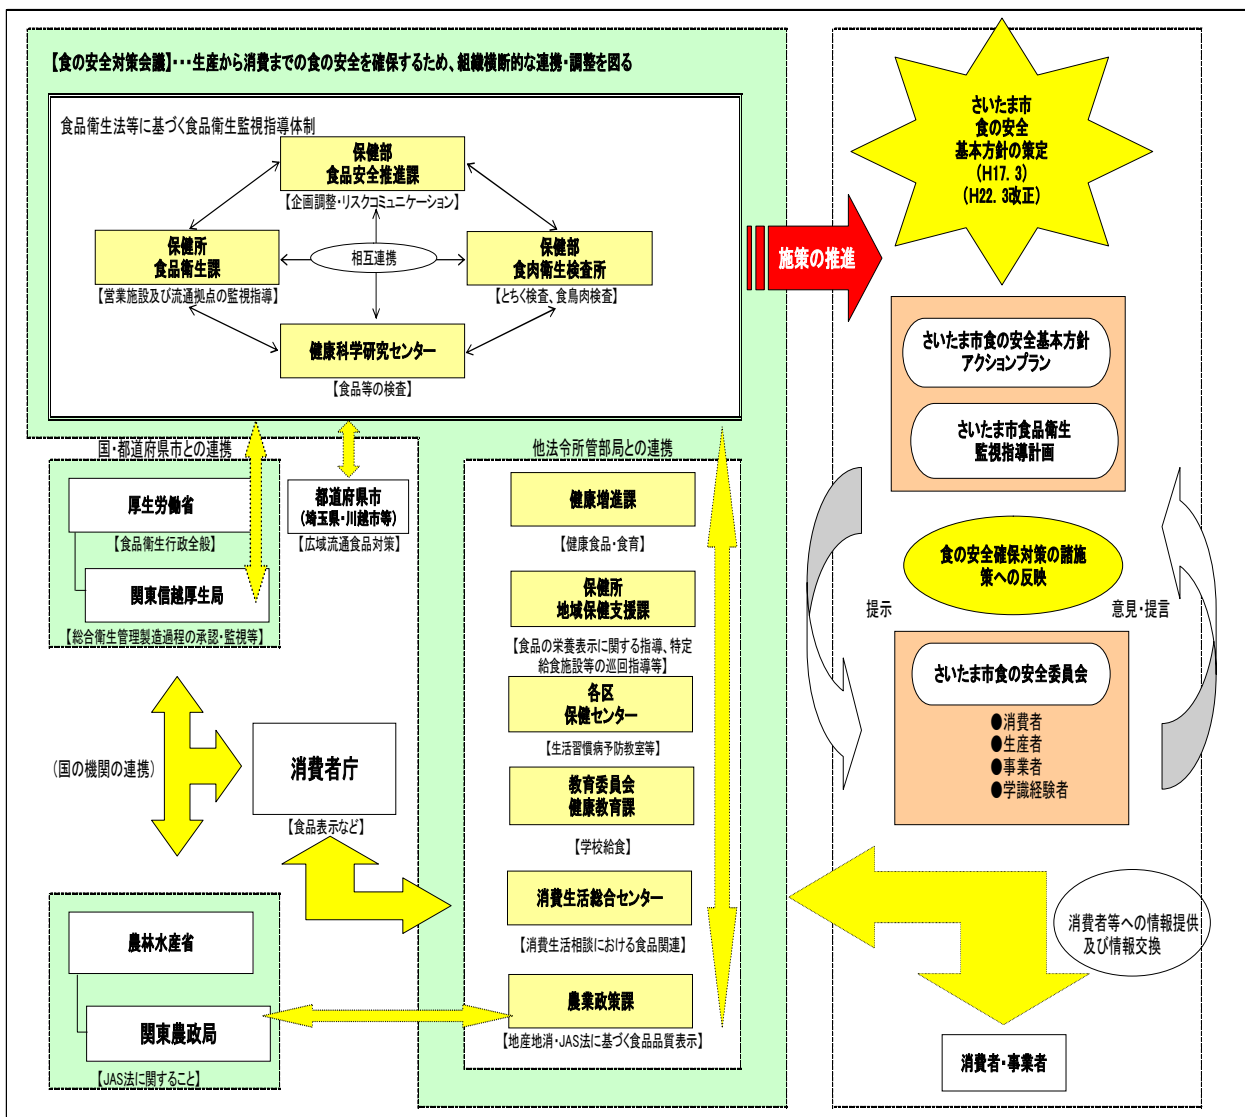 【食の安全対策会議】・・・生産から消費までの食の安全を確保するため、組織横断的な連携・調整を図る
食品衛生法等に基づく食品衛生監視指導体制
保健部
食品安全推進課
【企画調整・リスクコミュニケーション】
保健所
食品衛生課
【営業施設及び流通拠点の監視指導】
相互連携
保健部
食肉衛生検査所
【とちく検査、食鳥肉検査】
健康科学研究センター
【食品等の検査】
国・都道府県市との連携
厚生労働省
【食品衛生行政全般】
関東信越厚生局
【総合衛生管理製造過程の承認・監視等】
都道府県市
（埼玉県・川越市等）
【広域流通食品対策】
（国の機関の連携）
消費者庁
【食品表示など】
農林水産省
関東農政局
【JAS法に関すること】
他法令所管部局との連携
健康増進課
【健康食品・食育】
保健所
地域保健支援課
【食品の栄養表示に関する指導、特定
給食施設等の巡回指導等】
各区
保健センター
【生活習慣病予防教室等】
教育委員会
健康教育課
【学校給食】
消費生活総合センター
【消費生活相談における食品関連】
農業政策課
【地産地消・JAS法に基づく食品品質表示】
施策の推進
さいたま市
食の安全
基本方針の策定
（H17.3）
（H22.3改正）
さいたま市食の安全基本方針
アクションプラン
さいたま市食品衛生
監視指導計画
食の安全確保対策の諸施
策への反映
提示
意見・提言
さいたま市食の安全委員会
●消費者
●生産者
●事業者
●学識経験者
消費者等への情報提供
及び情報交換
消費者・事業者